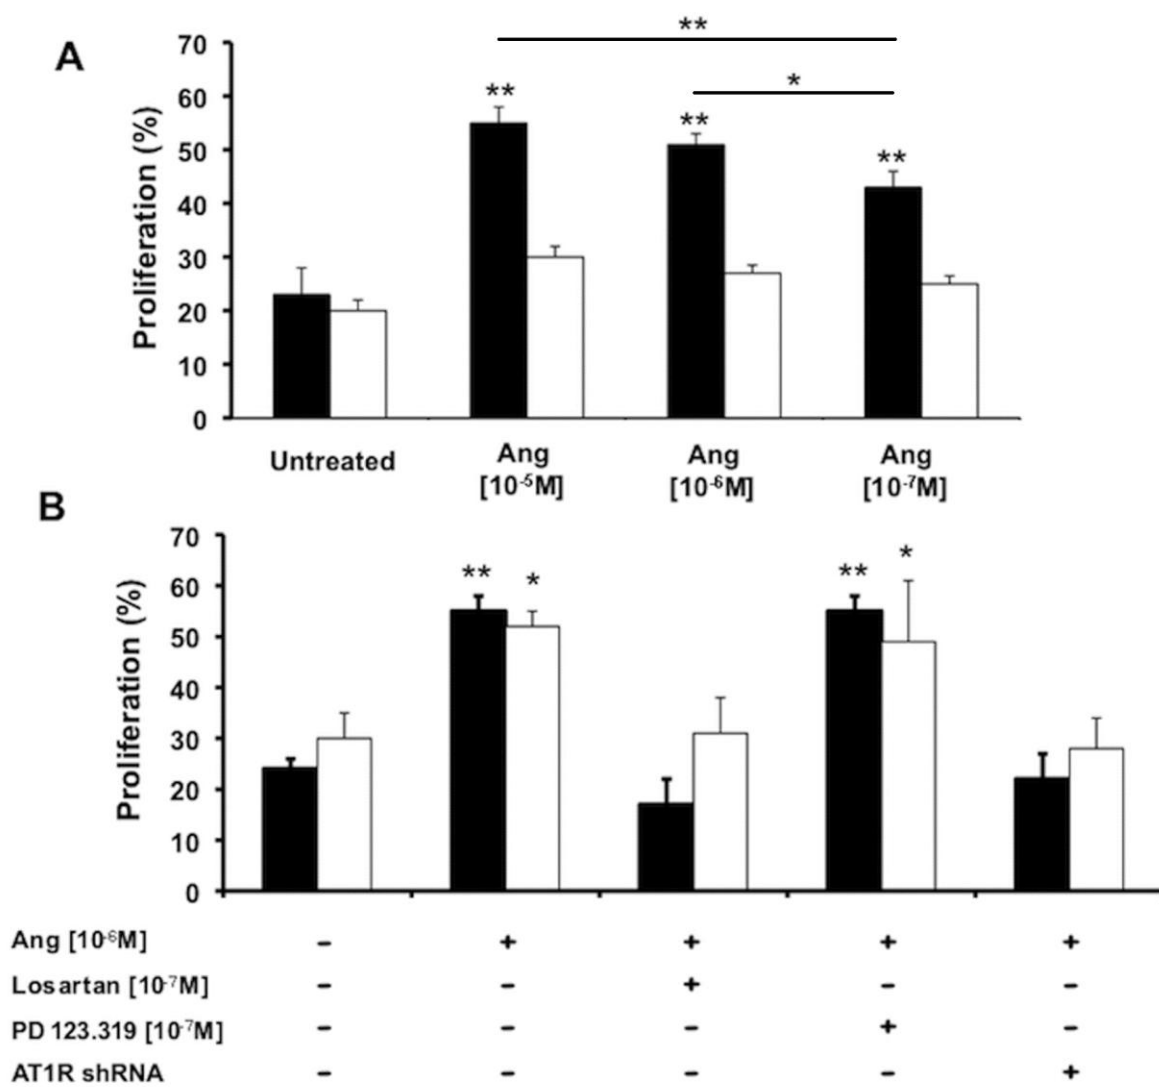 A
Proliferation (%)
70
60
50
40
30
20
10
0
**
*
**
**
**
Untreated
Ang
[10⁻⁵M]
Ang
[10⁻⁶M]
Ang
[10⁻⁷M]
B
Proliferation (%)
70
60
50
40
30
20
10
0
**
*
**
*
Ang [10⁻⁶M] – + + + +
Losartan [10⁻⁷M] – – + – –
PD 123.319 [10⁻⁷M] – – – + –
AT1R shRNA – – – – +